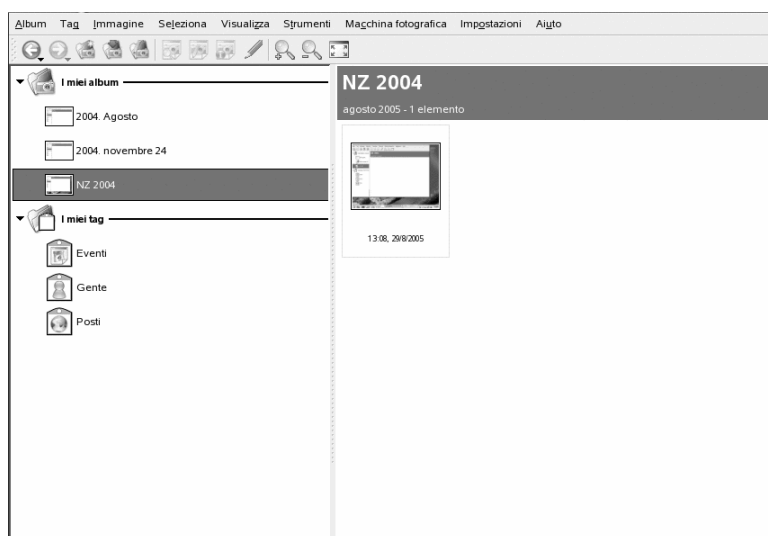 Album Tag Immagine Seleziona Visualizza Strumenti Macchina fotografica Impostazioni Aiuto
I miei album
2004. Agosto
2004. novembre 24
NZ 2004
I miei tag
Eventi
Gente
Posti
NZ 2004
agosto 2005 - 1 elemento
13:08, 29/8/2005